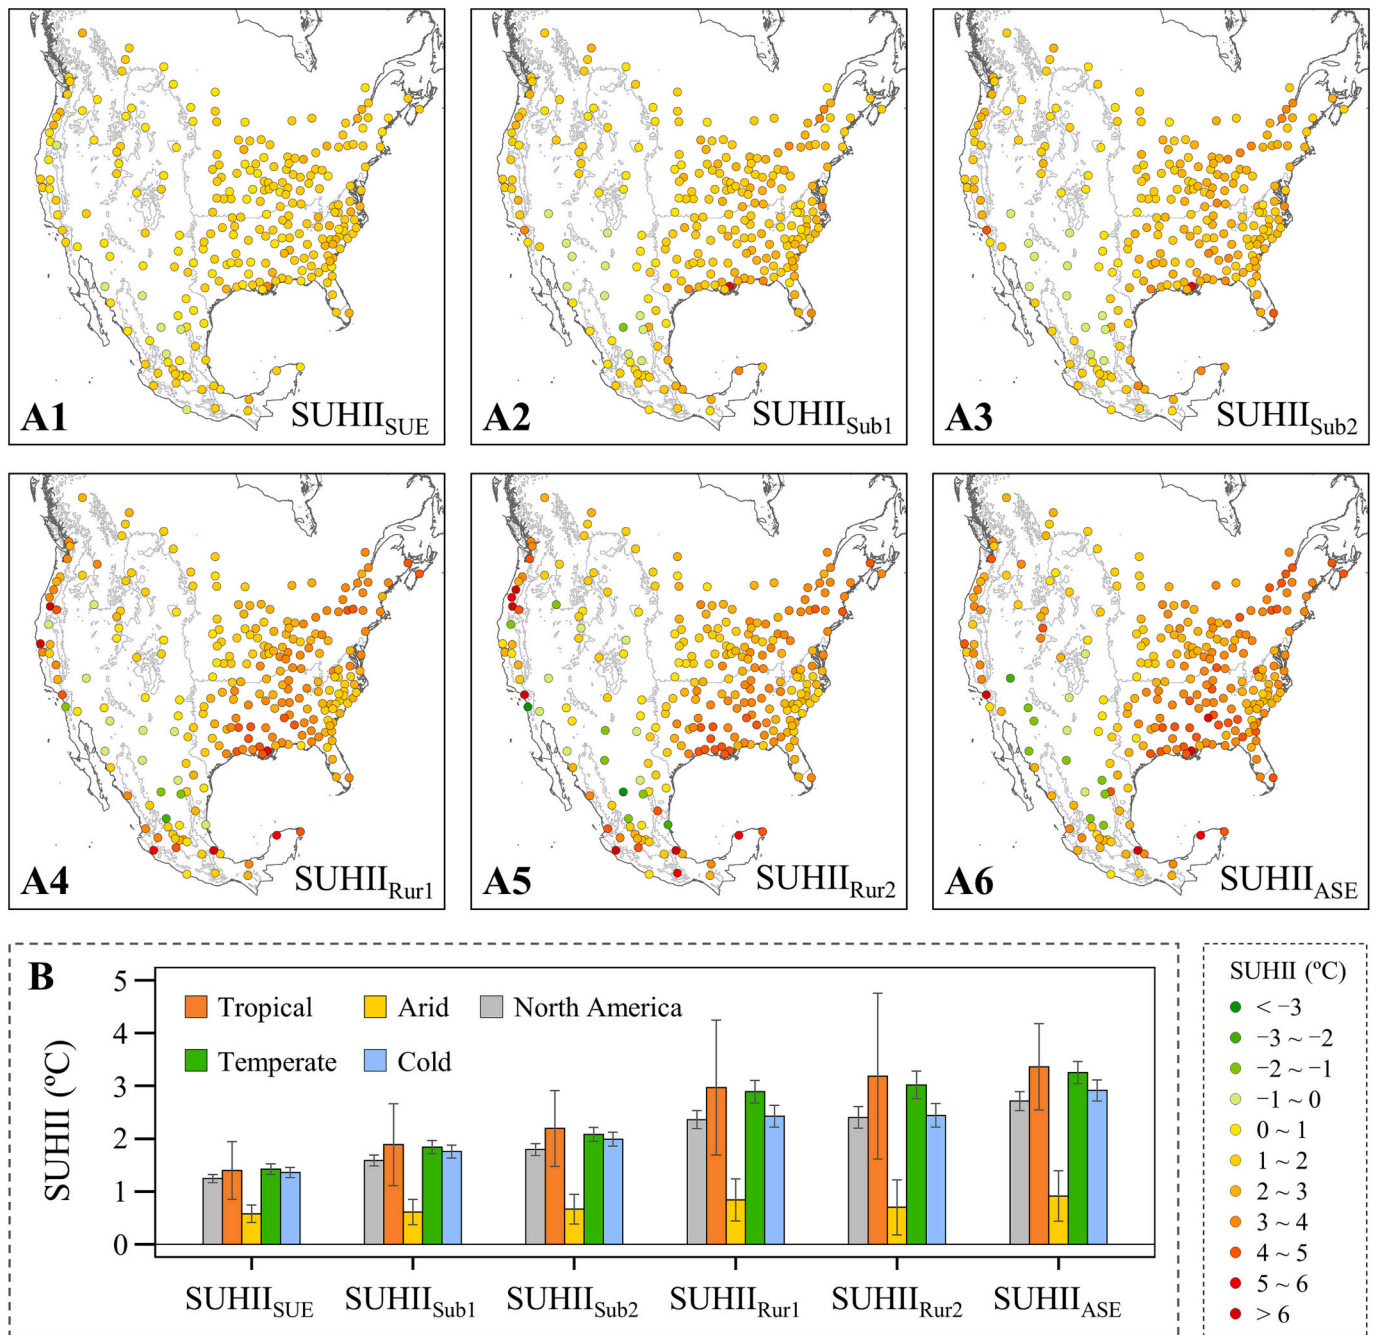 A1 SUHII_SUE
A2 SUHII_Sub1
A3 SUHII_Sub2
A4 SUHII_Rur1
A5 SUHII_Rur2
A6 SUHII_ASE
B
SUHII (ºC)
5
4
3
2
1
0
Tropical Arid North America
Temperate Cold
SUHII_SUE SUHII_Sub1 SUHII_Sub2 SUHII_Rur1 SUHII_Rur2 SUHII_ASE
SUHII (ºC)
< −3
−3 ~ −2
−2 ~ −1
−1 ~ 0
0 ~ 1
1 ~ 2
2 ~ 3
3 ~ 4
4 ~ 5
5 ~ 6
> 6